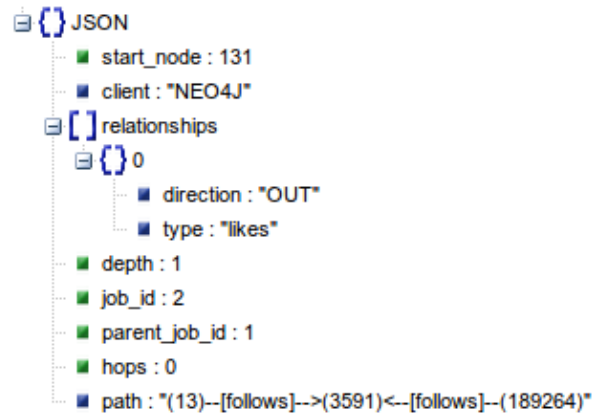 JSON
start_node : 131
client : "NEO4J"
relationships
0
direction : "OUT"
type : "likes"
depth : 1
job_id : 2
parent_job_id : 1
hops : 0
path : "(13)--[follows]-->(3591)<--[follows]--(189264)"